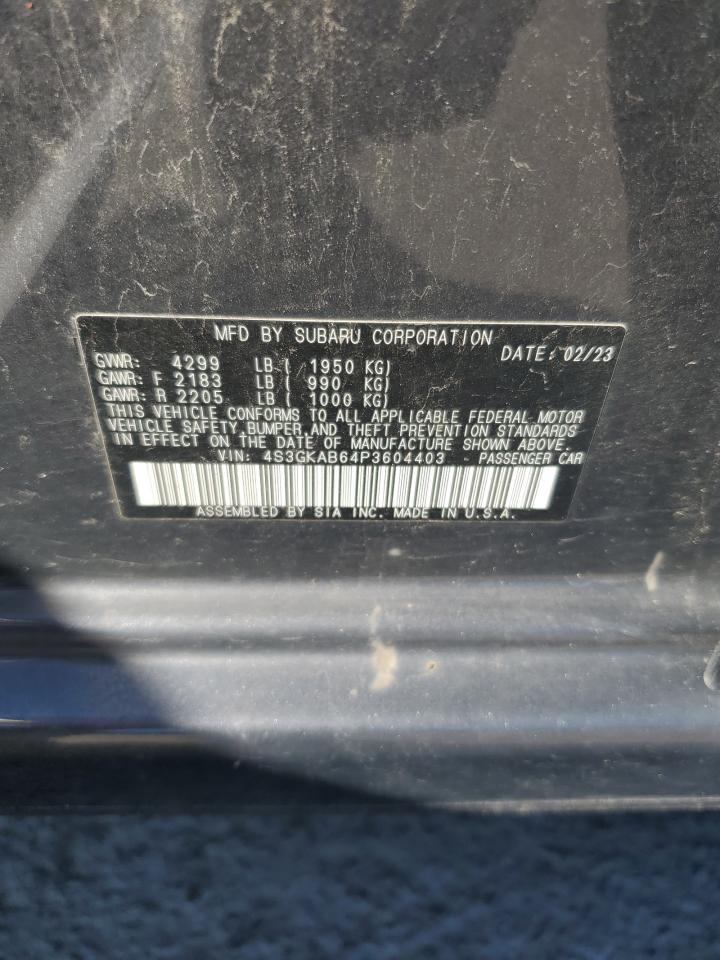 MFD BY SUBARU CORPORATION
DATE: 02/23
GVWR: 4299 LB ( 1950 KG)
GAWR: F 2183 LB ( 990 KG)
GAWR: R 2205 LB ( 1000 KG)
THIS VEHICLE CONFORMS TO ALL APPLICABLE FEDERAL MOTOR
VEHICLE SAFETY, BUMPER, AND THEFT PREVENTION STANDARDS
IN EFFECT ON THE DATE OF MANUFACTURE SHOWN ABOVE.
VIN: 4S3GKAB64P3604403 - PASSENGER CAR
ASSEMBLED BY SIA INC. MADE IN U.S.A.